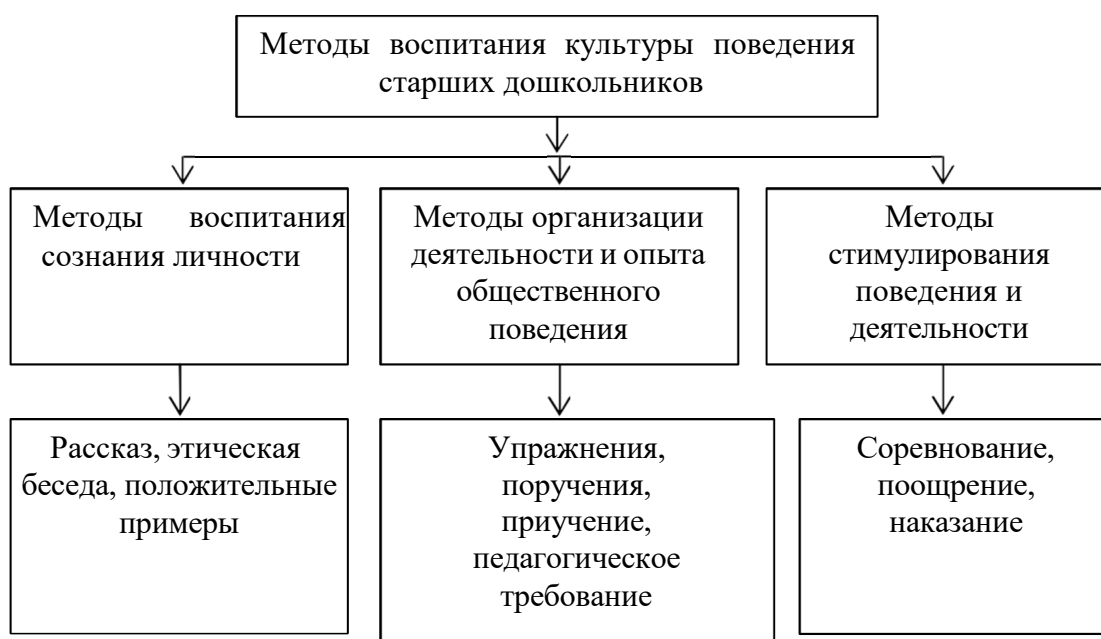 Методы воспитания культуры поведения
старших дошкольников
Методы воспитания
сознания личности
Методы организации
деятельности и опыта
общественного
поведения
Методы
стимулирования
поведения и
деятельности
Рассказ, этическая
беседа, положительные
примеры
Упражнения,
поручения,
приучение,
педагогическое
требование
Соревнование,
поощрение,
наказание